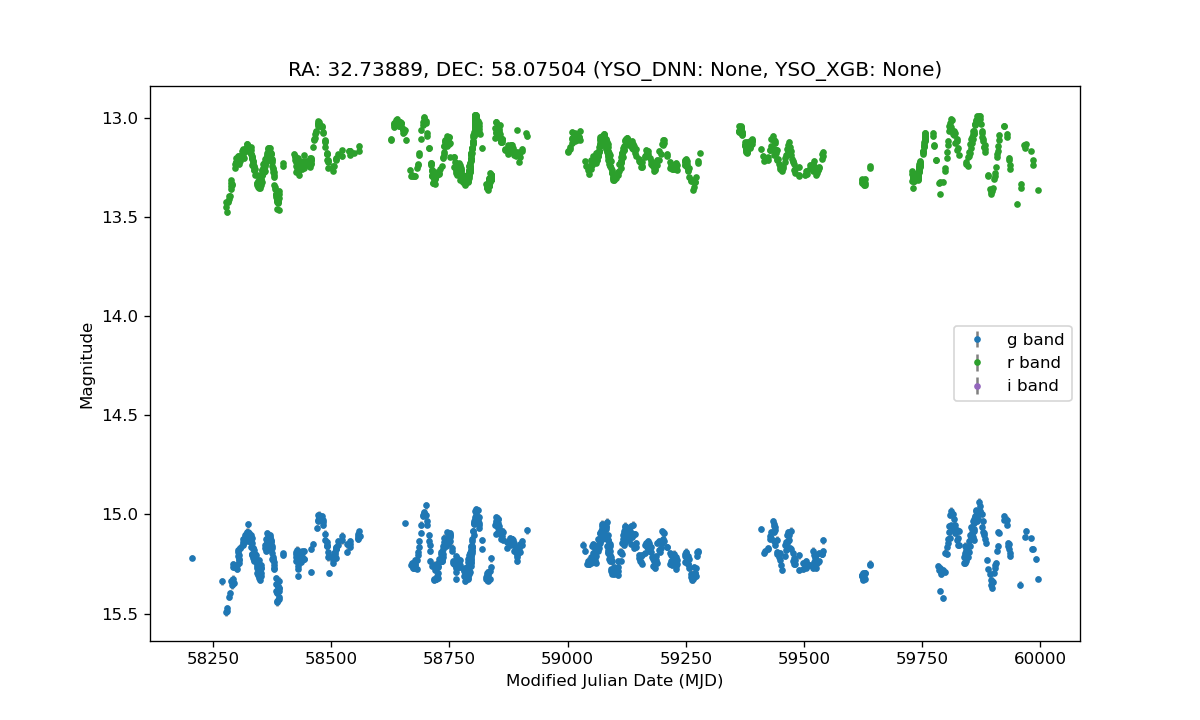 RA: 32.73889, DEC: 58.07504 (YSO_DNN: None, YSO_XGB: None)
13.0
13.5
14.0
14.5
15.0
15.5
Magnitude
g band
r band
i band
58250
58500
58750
59000
59250
59500
59750
60000
Modified Julian Date (MJD)